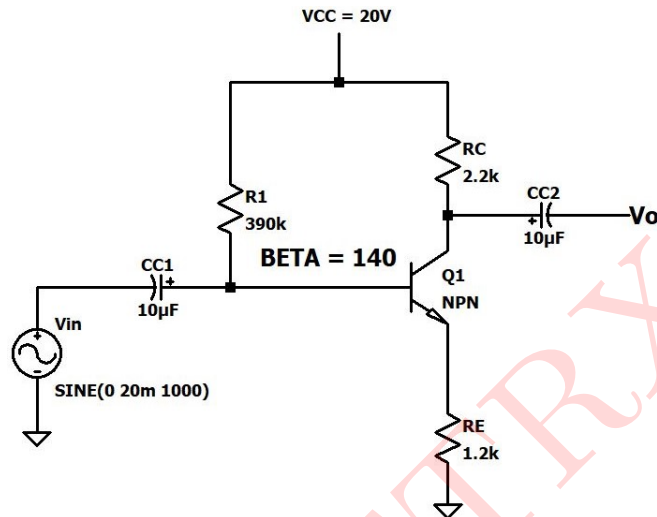 VCC = 20V
RC
2.2k
CC2
10µF
Vo
R1
390k
BETA = 140
Q1
NPN
CC1
10µF
Vin
SINE(0 20m 1000)
RE
1.2k
TRX